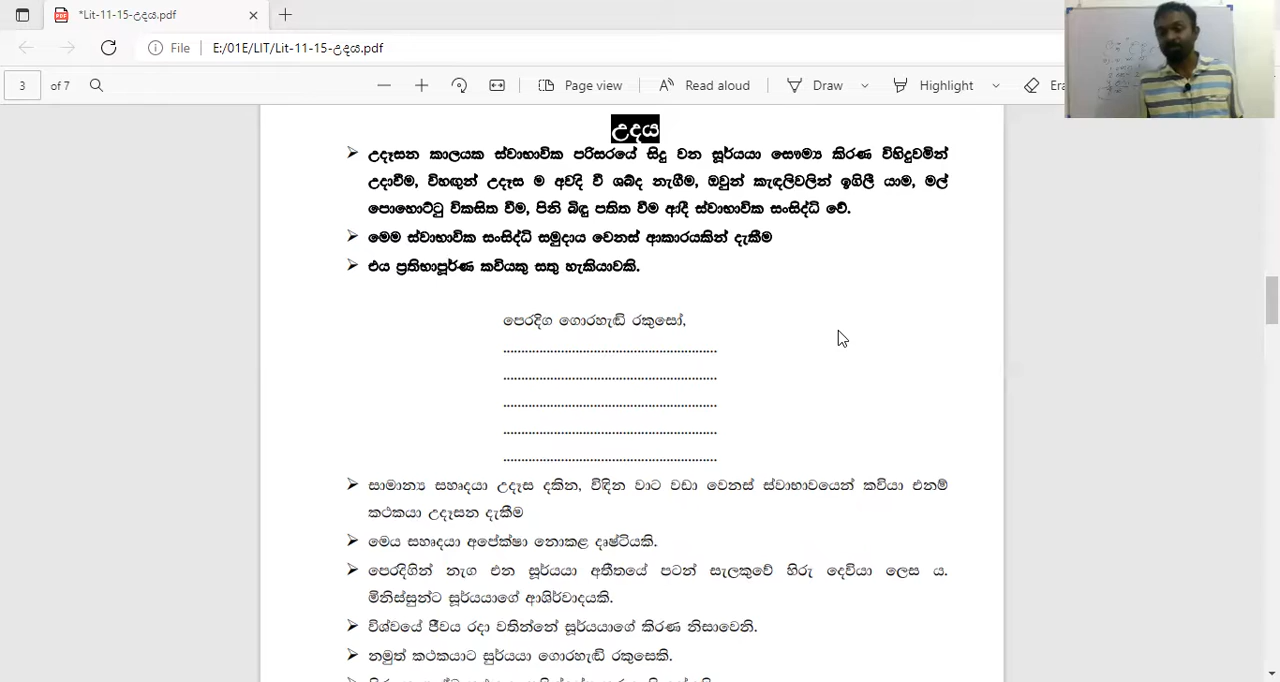 *Lit-11-15-උදය.pdf
File E:/01E/LIT/Lit-11-15-උදය.pdf
3 of 7 Page view Read aloud Draw Highlight Era
උදය
➢ උදෑසන කාලයක ස්වාභාවික පරිසරයේ සිදු වන සූර්යයා සෞම්‍ය කිරණ විහිදුවමින්
උදාවීම, විහඟුන් උදෑස ම අවදි වී ශබ්ද නැගීම, ඔවුන් කැඳලිවලින් ඉගිලී යාම, මල්
පොහොට්ටු විකසිත වීම, පිනි බිඳු පතිත වීම ආදී ස්වාභාවික සංසිද්ධි වේ.
➢ මෙම ස්වාභාවික සංසිද්ධි සමුදාය වෙනස් ආකාරයකින් දැකීම
➢ එය ප්‍රතිභාපූර්ණ කවියකු සතු හැකියාවකි.
පෙරදිග ගොරහැඬි රකුසෝ,
......................................................
......................................................
......................................................
......................................................
......................................................
➢ සාමාන්‍ය සහෘදයා උදෑස දකින, විඳින වාට වඩා වෙනස් ස්වාභාවයෙන් කවියා එනම්
කථකයා උදෑසන දැකීම
➢ මෙය සහෘදයා අපේක්ෂා නොකළ දෘෂ්ටියකි.
➢ පෙරදිගින් නැග එන සූර්යයා අතීතයේ පටන් සැලකුවේ හිරු දෙවියා ලෙස ය.
මිනිස්සුන්ට සූර්යයාගේ ආශිර්වාදයකි.
➢ විශ්වයේ ජීවය රදා වතින්නේ සූර්යයාගේ කිරණ නිසාවෙනි.
➢ නමුත් කථකයාට සුර්යයා ගොරහැඬි රකුසෙකි.